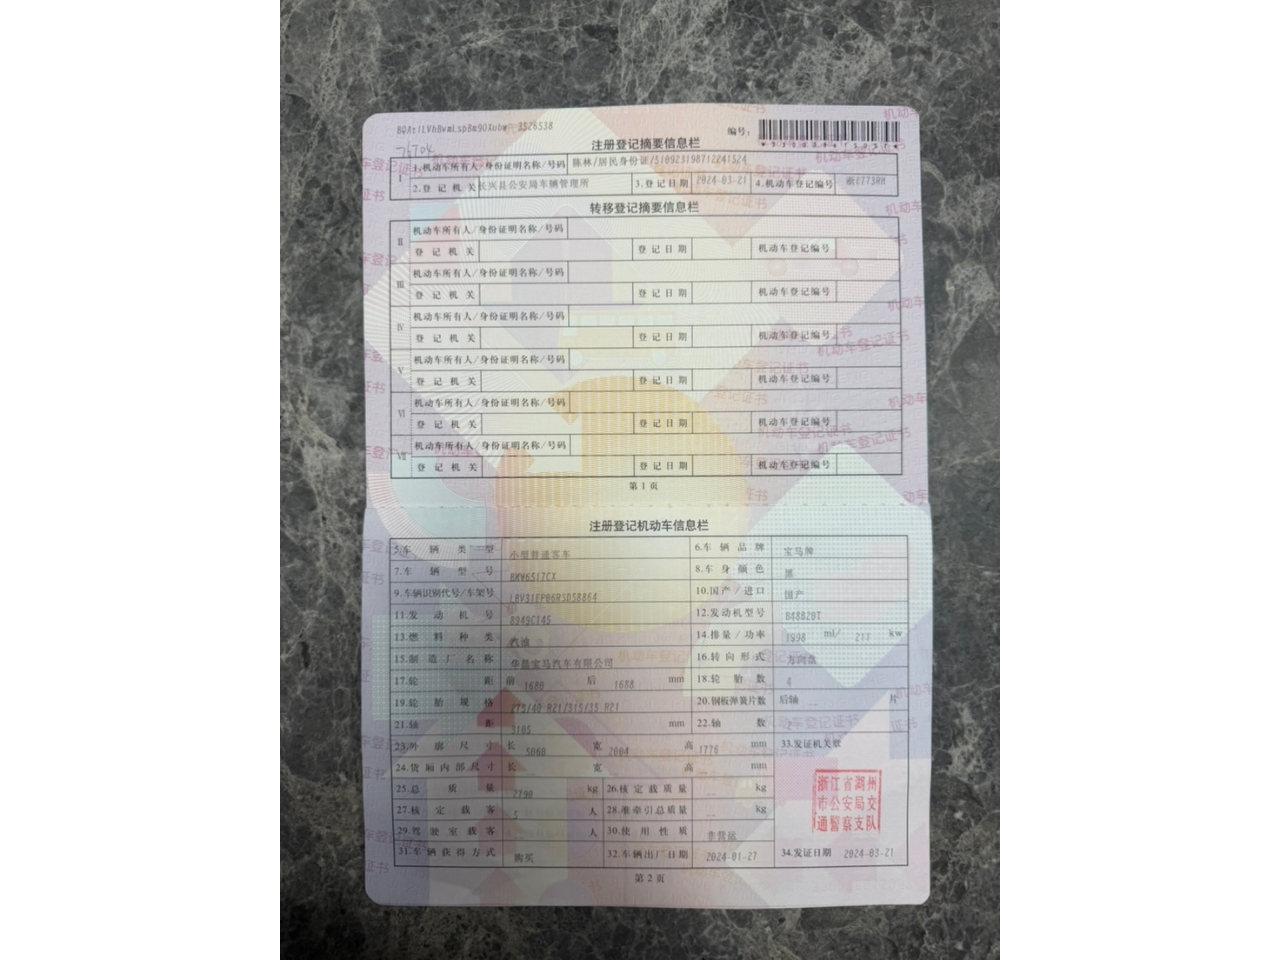 3526538
编号:
注册登记摘要信息栏
I 1.机动车所有人/身份证明名称/号码 陈林/居民身份证/510923198712241524
2.登记机关 长兴县公安局车辆管理所 3.登记日期 2024-03-21 4.机动车登记编号
转移登记摘要信息栏
II 机动车所有人/身份证明名称/号码
登记机关 登记日期 机动车登记编号
III 机动车所有人/身份证明名称/号码
登记机关 登记日期 机动车登记编号
IV 机动车所有人/身份证明名称/号码
登记机关 登记日期 机动车登记编号
V 机动车所有人/身份证明名称/号码
登记机关 登记日期 机动车登记编号
VI 机动车所有人/身份证明名称/号码
登记机关 登记日期 机动车登记编号
VII 机动车所有人/身份证明名称/号码
登记机关 登记日期 机动车登记编号
第1页
注册登记机动车信息栏
5.车辆类型 小型普通客车 6.车辆品牌 宝马牌
7.车辆型号 BMW6517CX 8.车身颜色 黑
9.车辆识别代号/车架号 LBV31EP06RSD58864 10.国产/进口 国产
11.发动机号 8949C145 12.发动机型号 B48B20T
13.燃料种类 汽油 14.排量/功率 1998 ml/ kw
15.制造厂名称 华晨宝马汽车有限公司 16.转向形式 方向盘
17.轮距 前 1680 后 1688 mm 18.轮胎数 4
19.轮胎规格 275/40 R21/315/35 R21 20.钢板弹簧片数 后轴 -- 片
21.轴距 3105 mm 22.轴数 2
23.外廓尺寸 长 5060 宽 2004 高 1776 mm 33.发证机关章
24.货厢内部尺寸 长 -- 宽 -- 高 -- mm
25.总质量 2790 kg 26.核定载质量 -- kg
27.核定载客 5 人 28.准牵引总质量 -- kg
浙江省湖州
市公安局交
通警察支队
29.驾驶室载客 -- 人 30.使用性质 非营运
31.车辆获得方式 购买 32.车辆出厂日期 2024-01-27 34.发证日期 2024-03-21
第2页